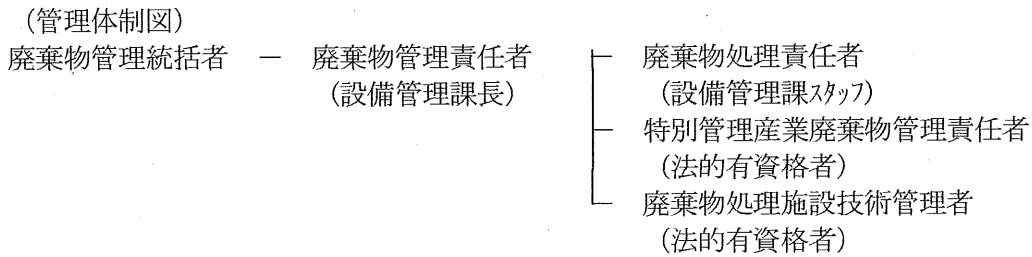 （管理体制図）
廃棄物管理統括者 － 廃棄物管理責任者 廃棄物処理責任者
（設備管理課長） （設備管理課ｽﾀｯﾌ）
特別管理産業廃棄物管理責任者
（法的有資格者）
廃棄物処理施設技術管理者
（法的有資格者）